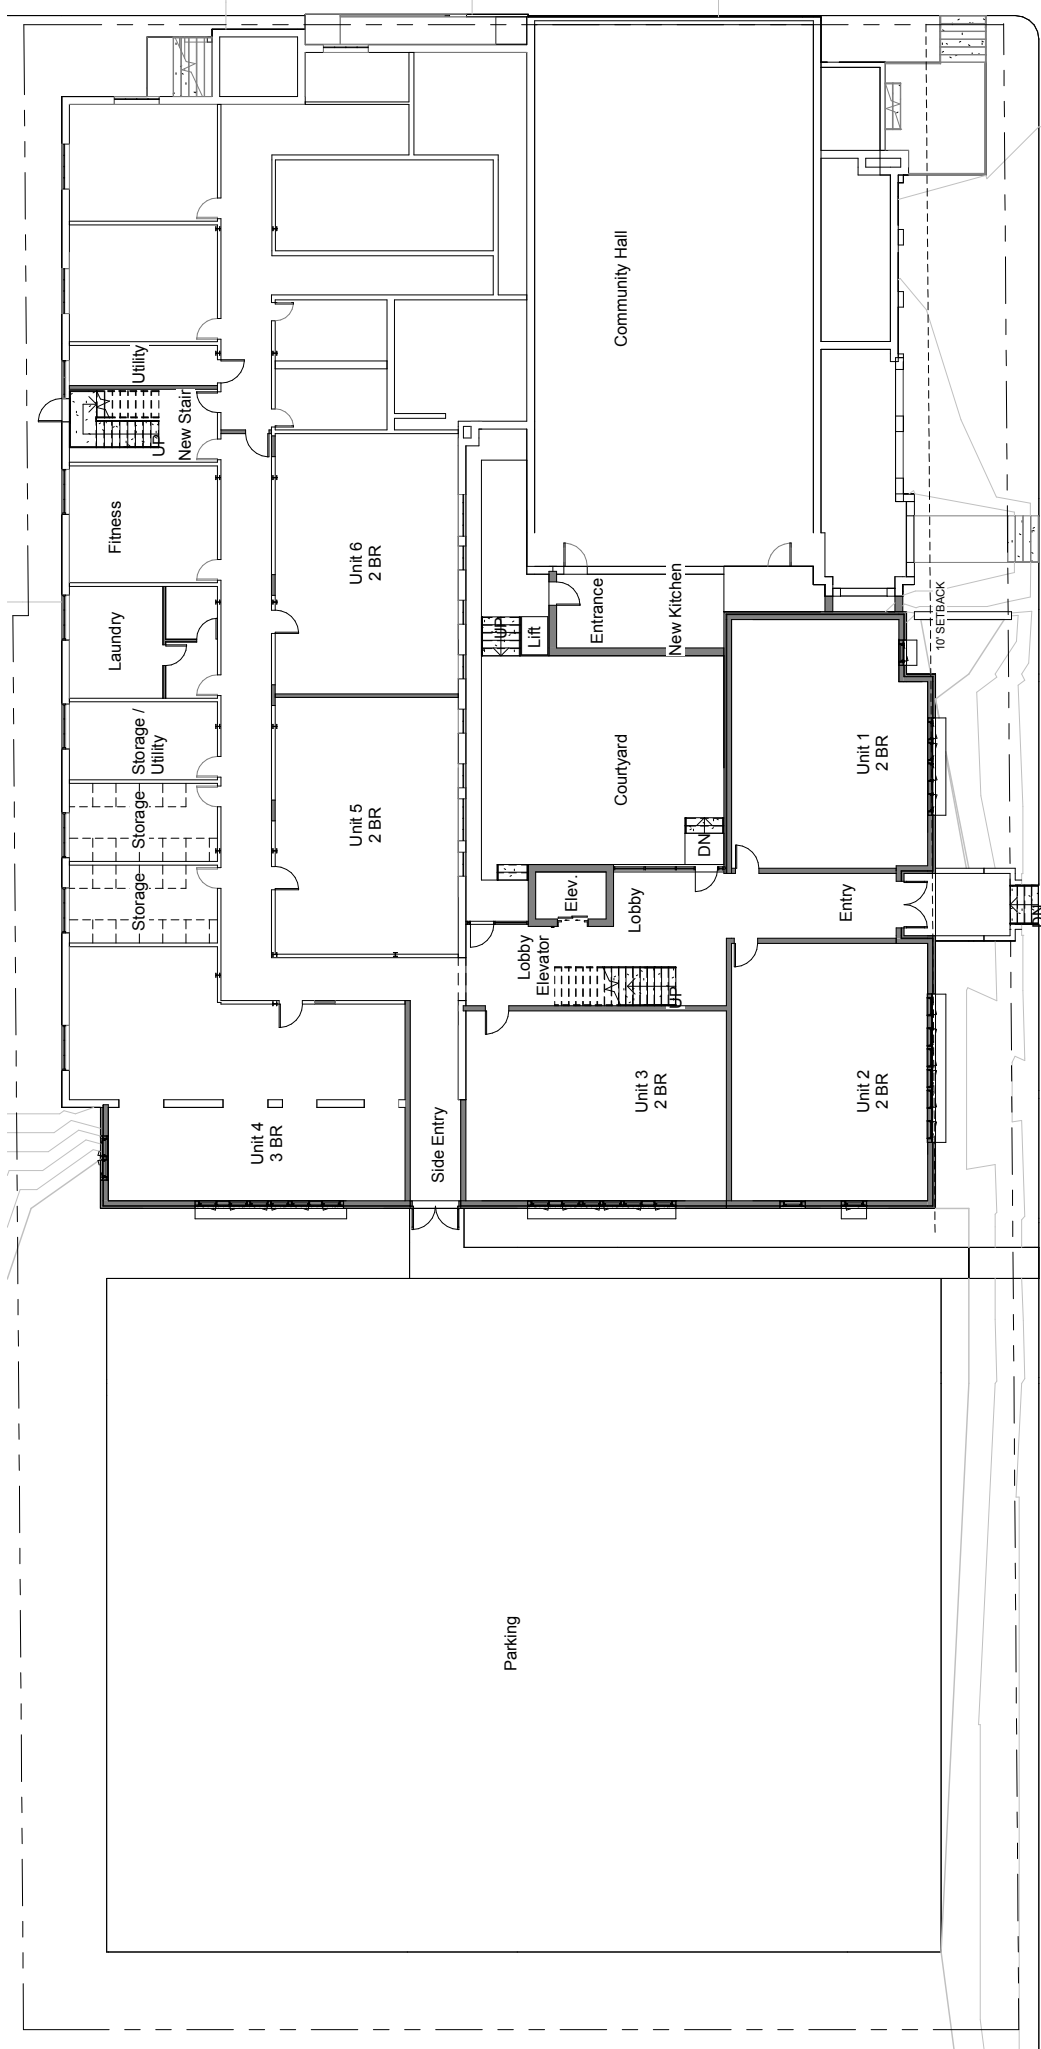 Community Hall
Utility
New Stair
UP
Fitness
Laundry
Storage /
Utility
Storage
Storage
Unit 6
2 BR
Unit 5
2 BR
UP
Lift
Entrance
New Kitchen
10' SETBACK
Courtyard
Unit 1
2 BR
DN
Elev.
Lobby
Entry
DN
Lobby
Elevator
UP
Unit 4
3 BR
Side Entry
Unit 3
2 BR
Unit 2
2 BR
Parking